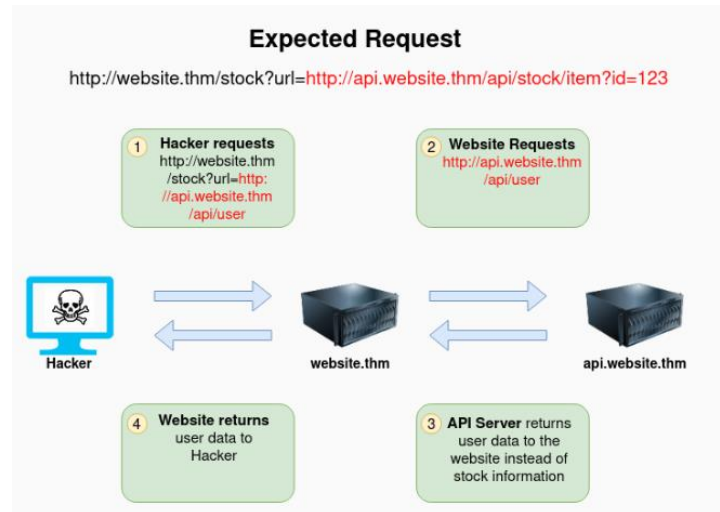 Expected Request
http://website.thm/stock?url=http://api.website.thm/api/stock/item?id=123
1 Hacker requests
http://website.thm
/stock?url=http:
//api.website.thm
/api/user
2 Website Requests
http://api.website.thm
/api/user
Hacker
website.thm
api.website.thm
4 Website returns
user data to
Hacker
3 API Server returns
user data to the
website instead of
stock information